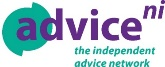 advice ni
the independent
advice network